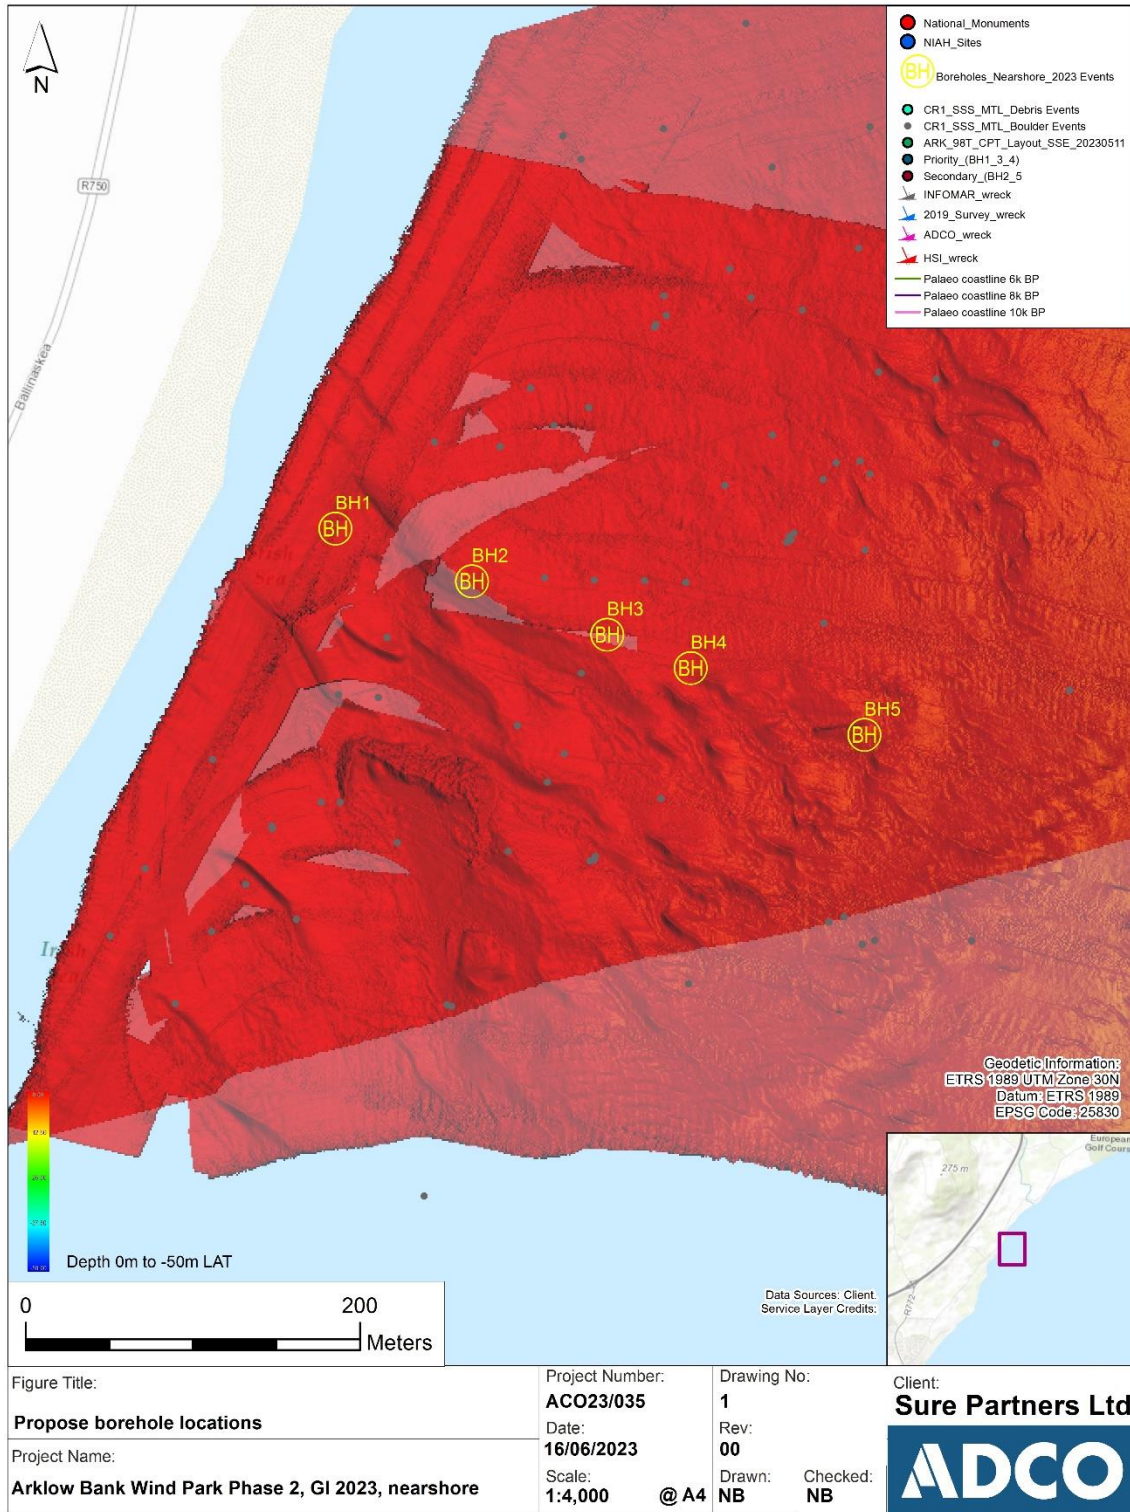 N
R750
Ballinaskea
National_Monuments
NIAH_Sites
BH Boreholes_Nearshore_2023 Events
CR1_SSS_MTL_Debris Events
CR1_SSS_MTL_Boulder Events
ARK_98T_CPT_Layout_SSE_20230511
Priority_(BH1_3_4)
Secondary_(BH2_5
INFOMAR_wreck
2019_Survey_wreck
ADCO_wreck
HSI_wreck
Palaeo coastline 6k BP
Palaeo coastline 8k BP
Palaeo coastline 10k BP
BH1
BH
BH2
BH
BH3
BH
BH4
BH
BH5
BH
Irish
Sea
Geodetic Information:
ETRS 1989 UTM Zone 30N
Datum: ETRS 1989
EPSG Code: 25830
Depth 0m to -50m LAT
European
Golf Cours
275 m
R772
0 200
Meters
Data Sources: Client.
Service Layer Credits:
Figure Title:
Propose borehole locations
Project Name:
Arklow Bank Wind Park Phase 2, GI 2023, nearshore
Project Number:
ACO23/035
Date:
16/06/2023
Scale:
1:4,000 @ A4
Drawing No:
1
Rev:
00
Drawn: Checked:
NB NB
Client:
Sure Partners Ltd
ADCO